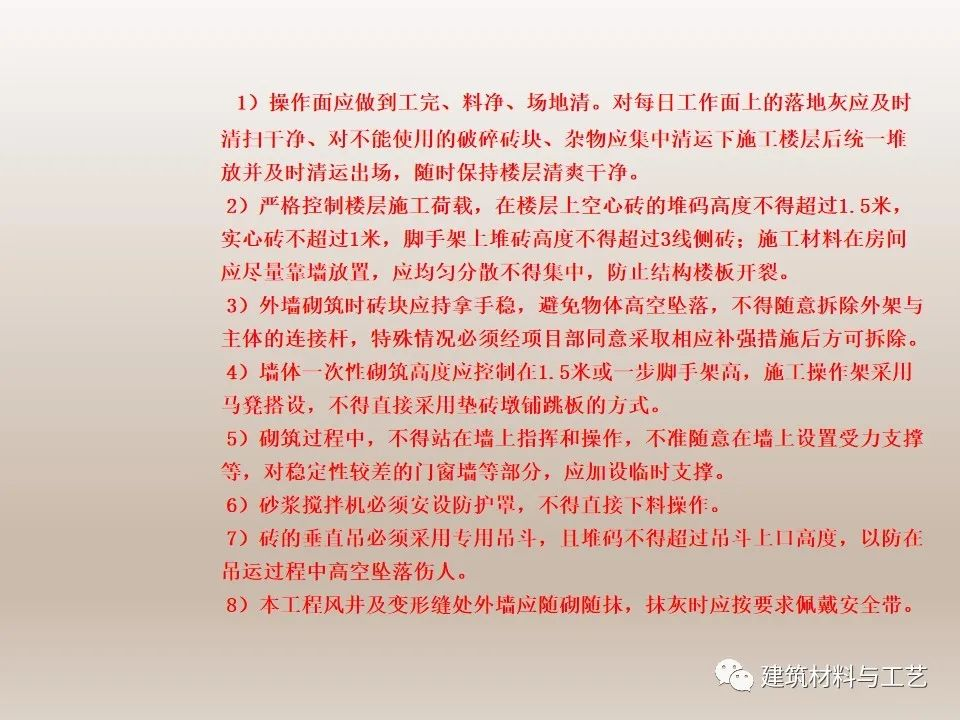 1）操作面应做到工完、料净、场地清。对每日工作面上的落地灰应及时
清扫干净、对不能使用的破碎砖块、杂物应集中清运下施工楼层后统一堆
放并及时清运出场，随时保持楼层清爽干净。
2）严格控制楼层施工荷载，在楼层上空心砖的堆码高度不得超过1.5米，
实心砖不超过1米，脚手架上堆砖高度不得超过3线侧砖；施工材料在房间
应尽量靠墙放置，应均匀分散不得集中，防止结构楼板开裂。
3）外墙砌筑时砖块应持拿手稳，避免物体高空坠落，不得随意拆除外架与
主体的连接杆，特殊情况必须经项目部同意采取相应补强措施后方可拆除。
4）墙体一次性砌筑高度应控制在1.5米或一步脚手架高，施工操作架采用
马凳搭设，不得直接采用垫砖墩铺跳板的方式。
5）砌筑过程中，不得站在墙上指挥和操作，不准随意在墙上设置受力支撑
等，对稳定性较差的门窗墙等部分，应加设临时支撑。
6）砂浆搅拌机必须安设防护罩，不得直接下料操作。
7）砖的垂直吊必须采用专用吊斗，且堆码不得超过吊斗上口高度，以防在
吊运过程中高空坠落伤人。
8）本工程风井及变形缝处外墙应随砌随抹，抹灰时应按要求佩戴安全带。
建筑材料与工艺